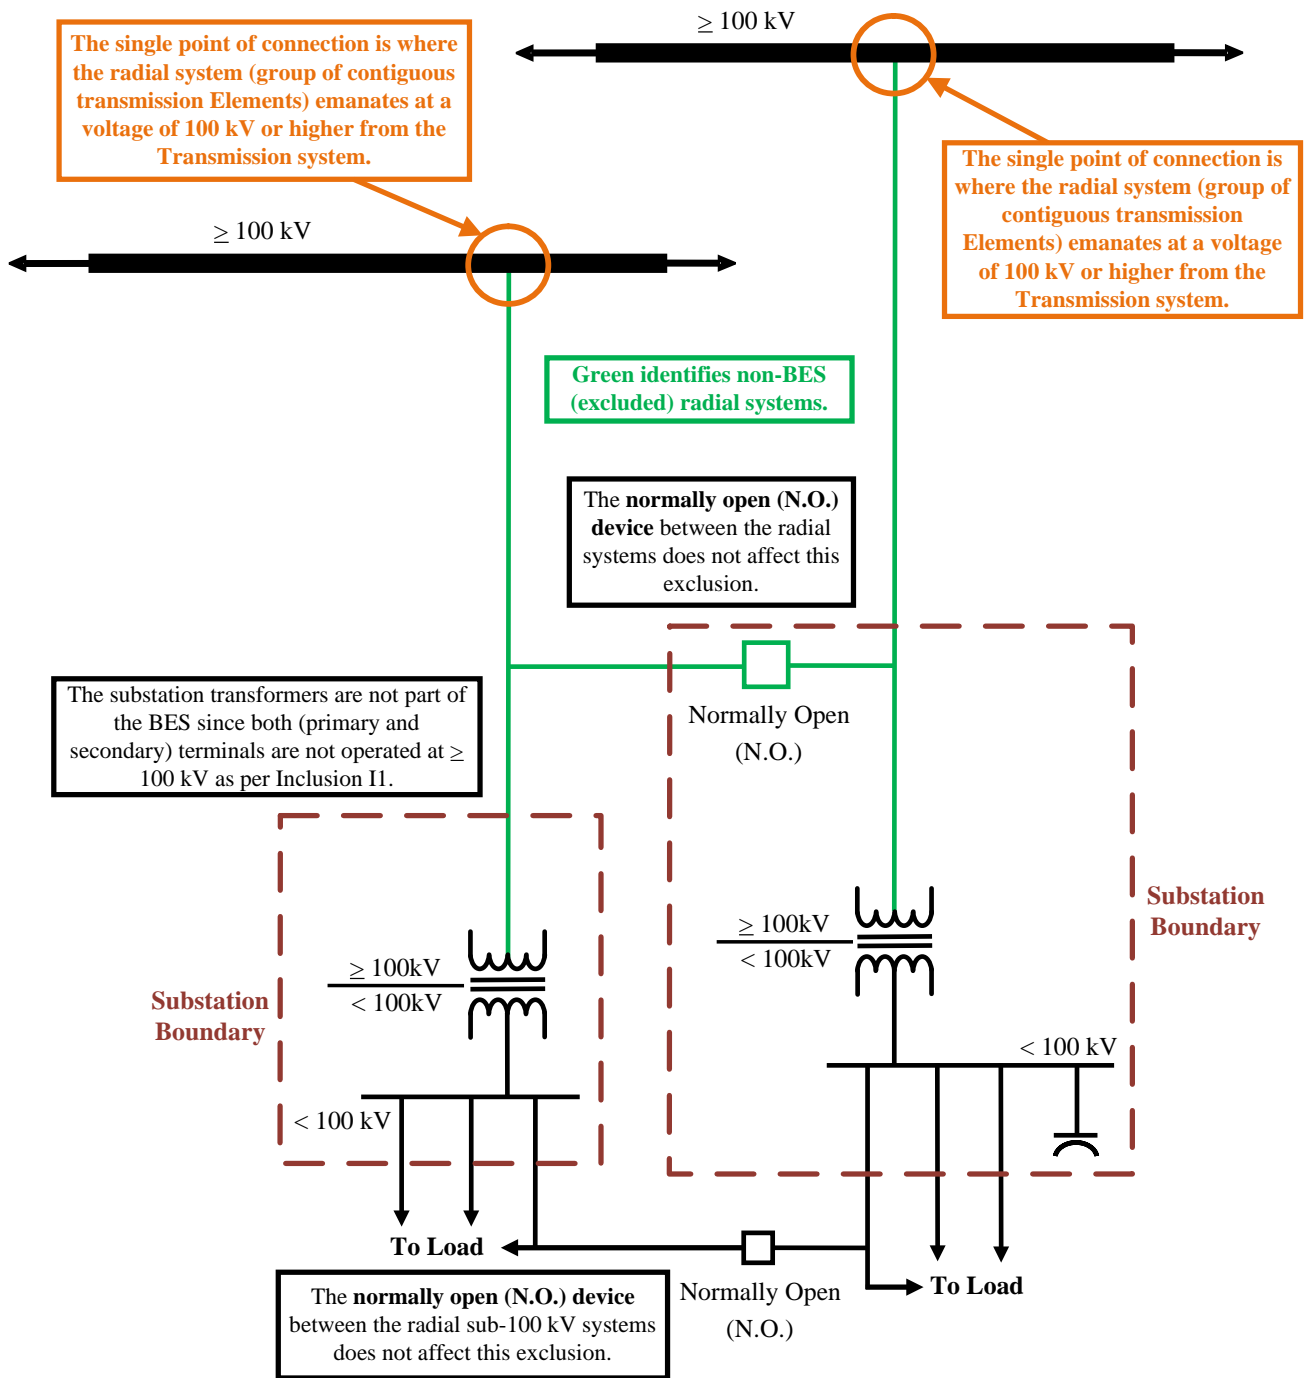 ≥ 100 kV
The single point of connection is where
the radial system (group of contiguous
transmission Elements) emanates at a
voltage of 100 kV or higher from the
Transmission system.
The single point of connection is
where the radial system (group of
contiguous transmission
Elements) emanates at a voltage
of 100 kV or higher from the
Transmission system.
≥ 100 kV
Green identifies non-BES
(excluded) radial systems.
The normally open (N.O.)
device between the radial
systems does not affect this
exclusion.
The substation transformers are not part of
the BES since both (primary and
secondary) terminals are not operated at ≥
100 kV as per Inclusion I1.
Normally Open
(N.O.)
Substation
Boundary
≥ 100kV
< 100kV
≥ 100kV
< 100kV
Substation
Boundary
< 100 kV
< 100 kV
To Load
To Load
Normally Open
(N.O.)
The normally open (N.O.) device
between the radial sub-100 kV systems
does not affect this exclusion.